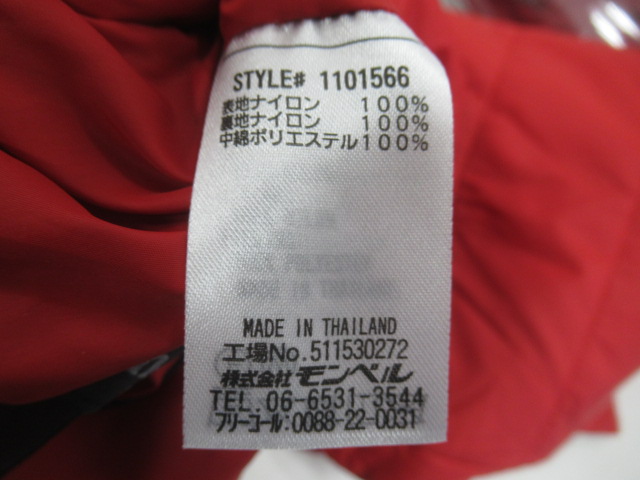 STYLE# 1101566
表地ナイロン 100%
裏地ナイロン 100%
中綿ポリエステル100%
MADE IN THAILAND
工場No.511530272
株式会社 モンベル
TEL. 06-6531-3544
フリーコール:0088-22-0031